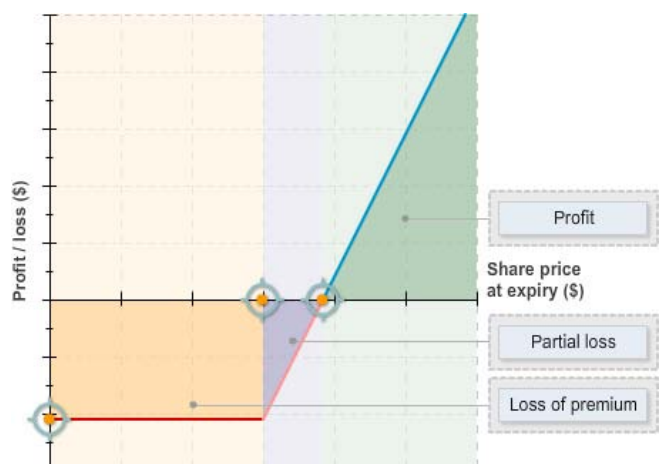 Profit / loss ($)
Profit
Share price
at expiry ($)
Partial loss
Loss of premium